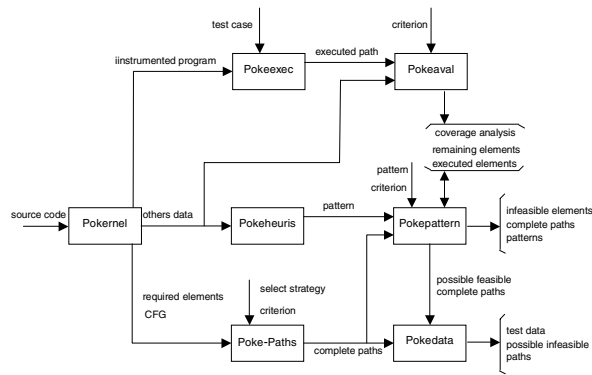 test case
criterion
executed path
iinstrumented program
Pokeexec
Pokeaval
coverage analysis
remaining elements
executed elements
pattern
criterion
source code
Pokernel
others data
Pokeheuris
pattern
Pokepattern
infeasible elements
complete paths
patterns
possible feasible
complete paths
required elements
CFG
select strategy
criterion
Poke-Paths
complete paths
Pokedata
test data
possible infeasible
paths